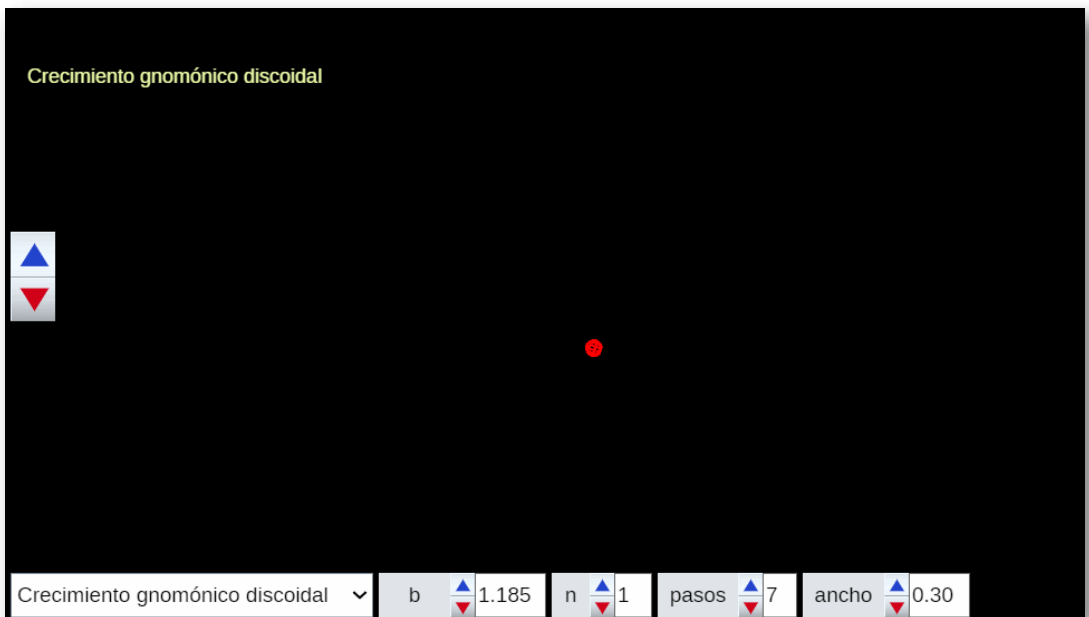 Crecimiento gnomónico discoidal
Crecimiento gnomónico discoidal b 1.185 n 1 pasos 7 ancho 0.30